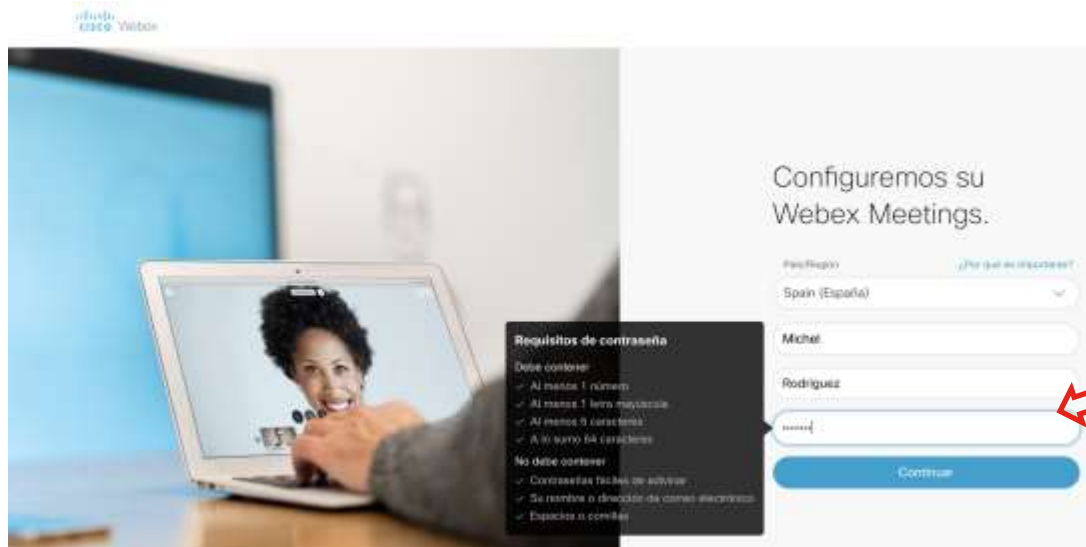 CISCO Webex
Configuremos su
Webex Meetings.
País/Región ¿Por qué es importante?
Spain (España)
Michel
Rodriguez
Requisitos de contraseña
Debe contener
Al menos 1 número
Al menos 1 letra mayúscula
Al menos 6 caracteres
A lo sumo 64 caracteres
No debe contener
Contraseñas fáciles de adivinar
Su nombre o dirección de correo electrónico
Espacios o comillas
Continuar